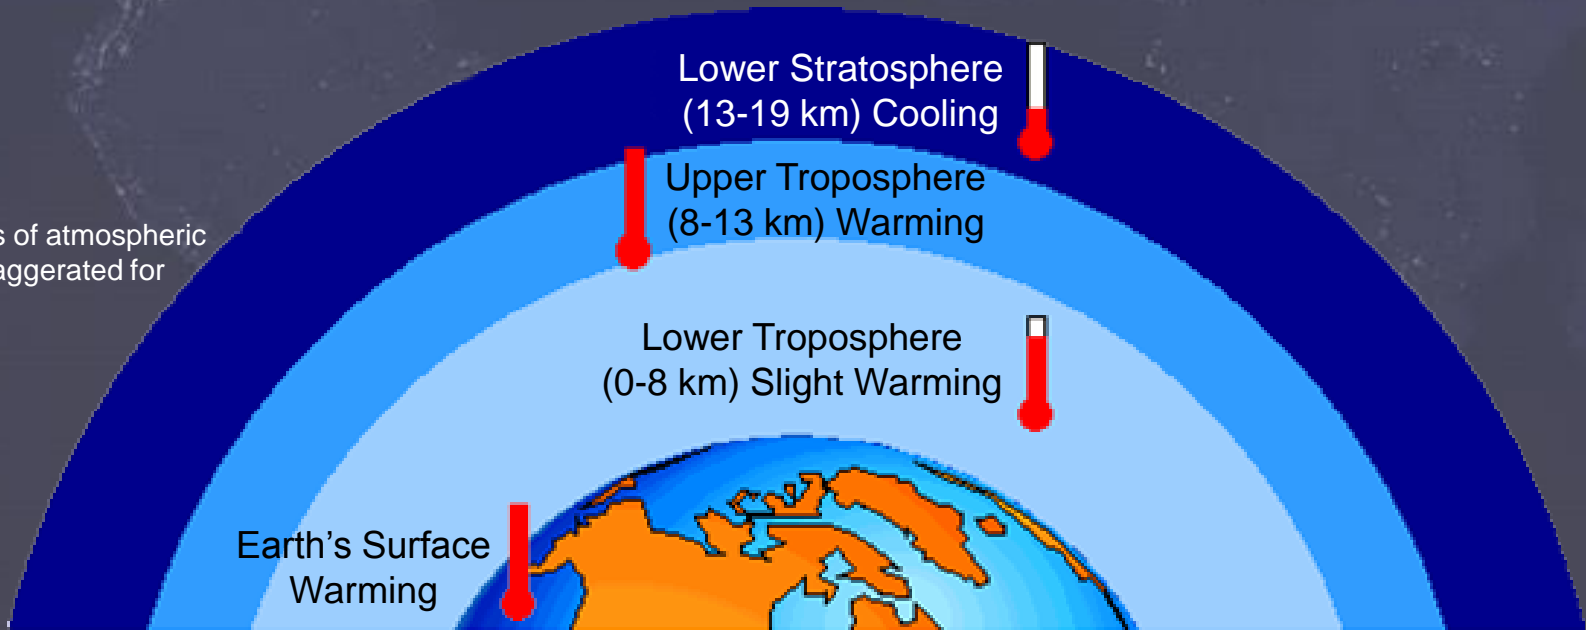 Lower Stratosphere
(13-19 km) Cooling
Upper Troposphere
(8-13 km) Warming
of atmospheric
for
Lower Troposphere
(0-8 km) Slight Warming
Earth’s Surface
Warming